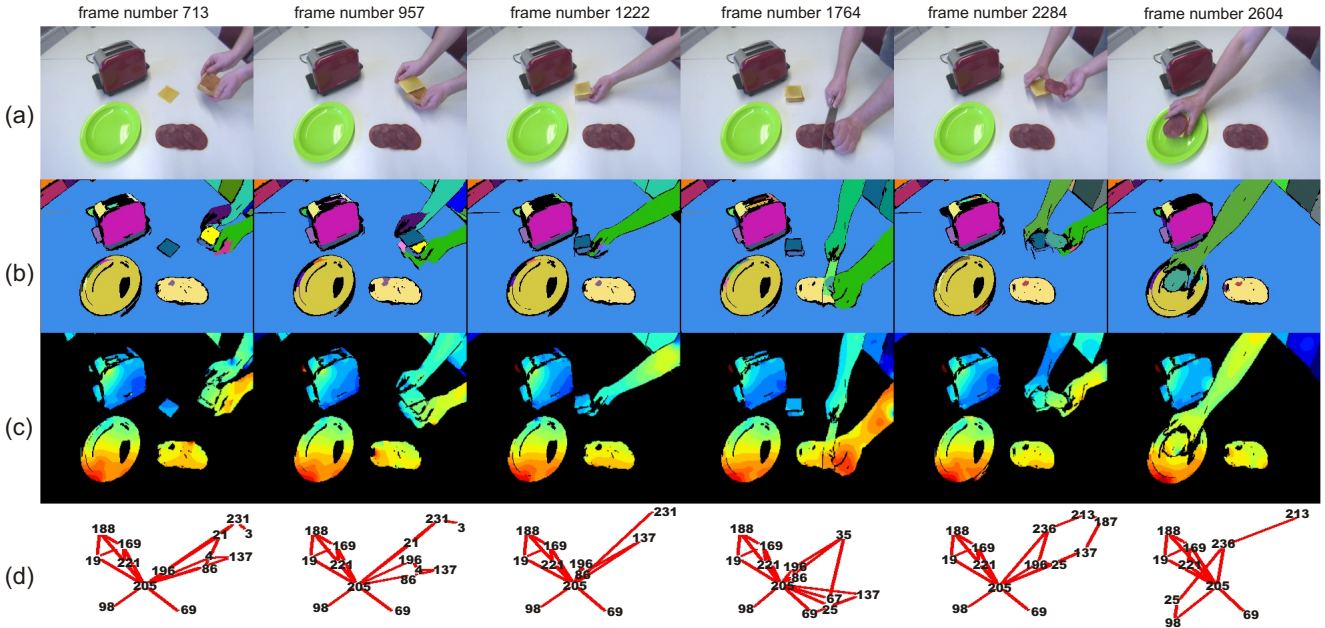 frame number 713 frame number 957 frame number 1222 frame number 1764 frame number 2284 frame number 2604
(a)
(b)
(c)
(d)
188 231 3 21 169 19 221 196 4 137 86 205 98 69
188 231 3 21 169 19 221 196 4 137 86 205 98 69
231 188 137 169 19 221 196 86 205 98 69
188 35 169 19 221 196 86 205 67 137 69 25
213 188 236 187 169 137 19 221 196 25 205 98 69
213 188 236 169 19 221 205 25 98 69